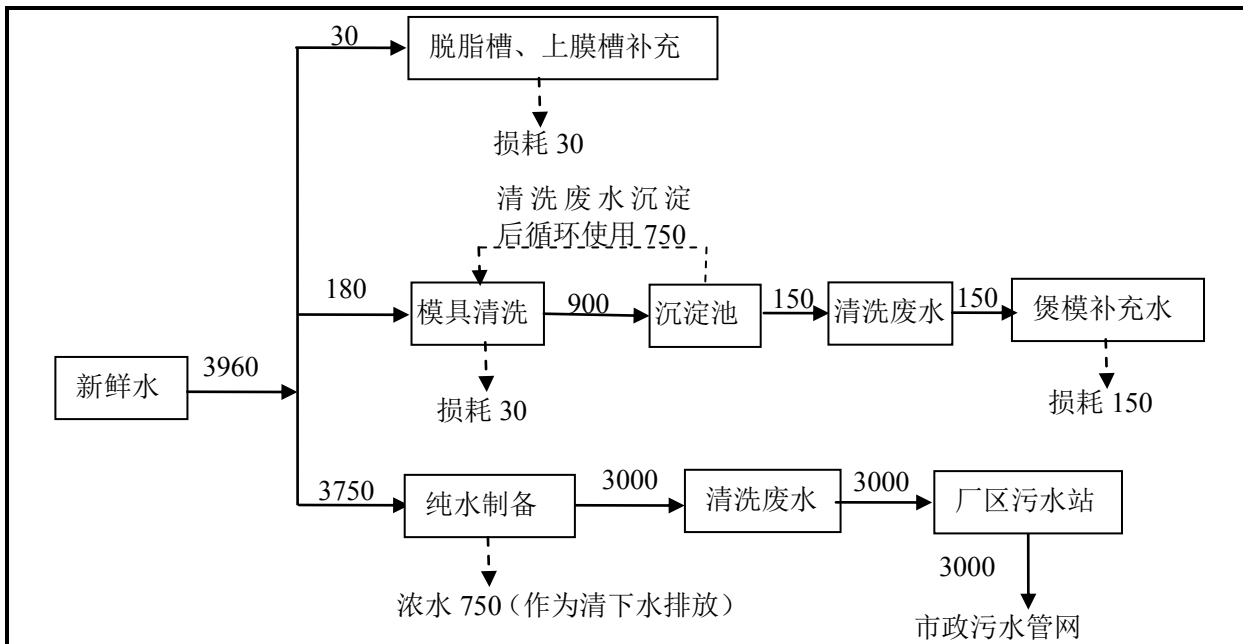 30
脱脂槽、上膜槽补充
损耗 30
清洗废水沉淀
后循环使用 750
180
模具清洗
900
沉淀池
150
清洗废水
150
煲模补充水
新鲜水
3960
损耗 30
损耗 150
3750
纯水制备
3000
清洗废水
3000
厂区污水站
3000
浓水 750（作为清下水排放）
市政污水管网